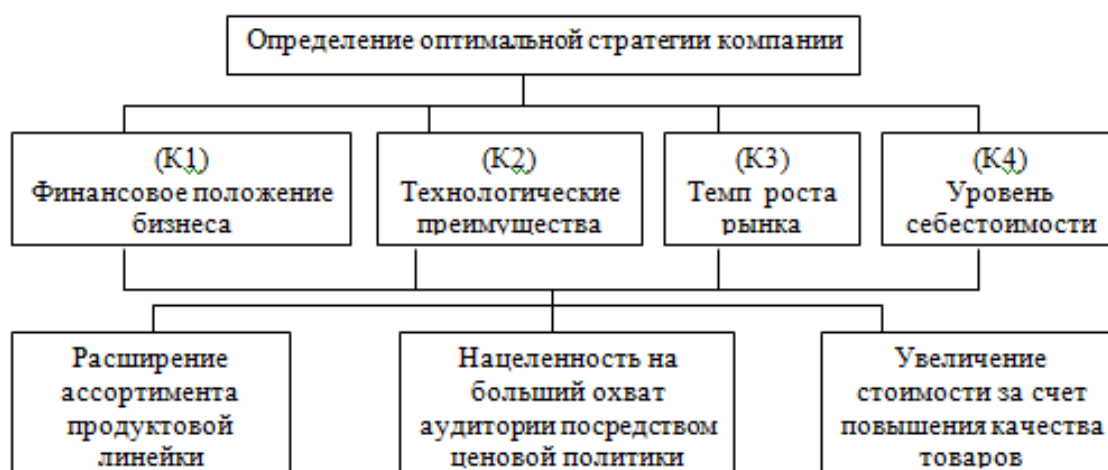 Определение оптимальной стратегии компании
(К1)
Финансовое положение
бизнеса
(К2)
Технологические
преимущества
(К3)
Темп роста
рынка
(К4)
Уровень
себестоимости
Расширение
ассортимента
продуктовой
линейки
Нацеленность на
больший охват
аудитории посредством
ценовой политики
Увеличение
стоимости за счет
повышения качества
товаров